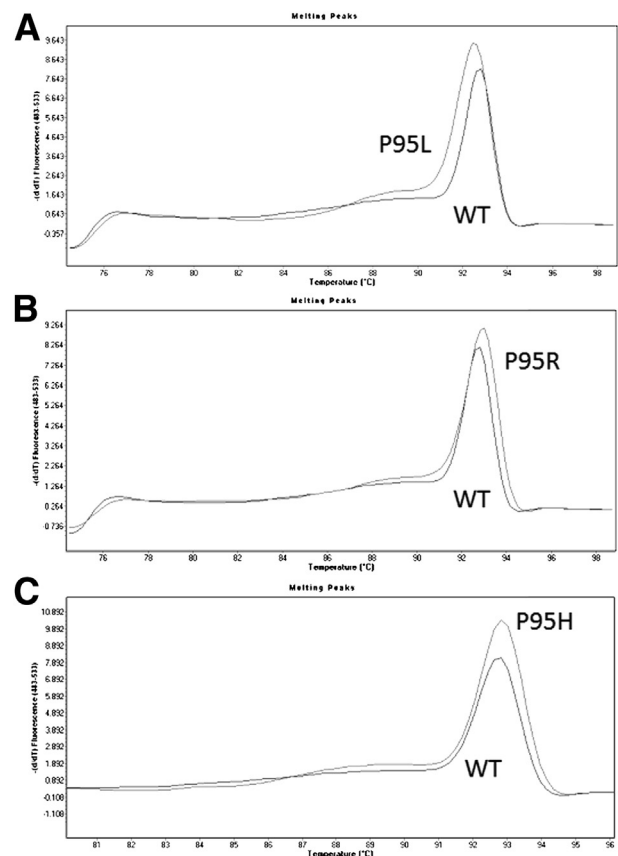 A
Melting Peaks
9.643
8.643
7.643
6.643
5.643
4.643
3.643
2.643
1.643
0.643
-0.357
-(d/dT) Fluorescence (483-533)
P95L
WT
76 78 80 82 84 86 88 90 92 94 96 98
Temperature (°C)
B
Melting Peaks
9.264
8.264
7.264
6.264
5.264
4.264
3.264
2.264
1.264
0.264
0.736
-(d/dT) Fluorescence (483-533)
P95R
WT
76 78 80 82 84 86 88 90 92 94 96 98
Temperature (°C)
C
Melting Peaks
10.892
9.892
8.892
7.892
6.892
5.892
4.892
3.892
2.892
1.892
0.892
-0.108
-1.108
-(d/dT) Fluorescence (483-533)
P95H
WT
81 82 83 84 85 86 87 88 89 90 91 92 93 94 95 96
Temperature (°C)